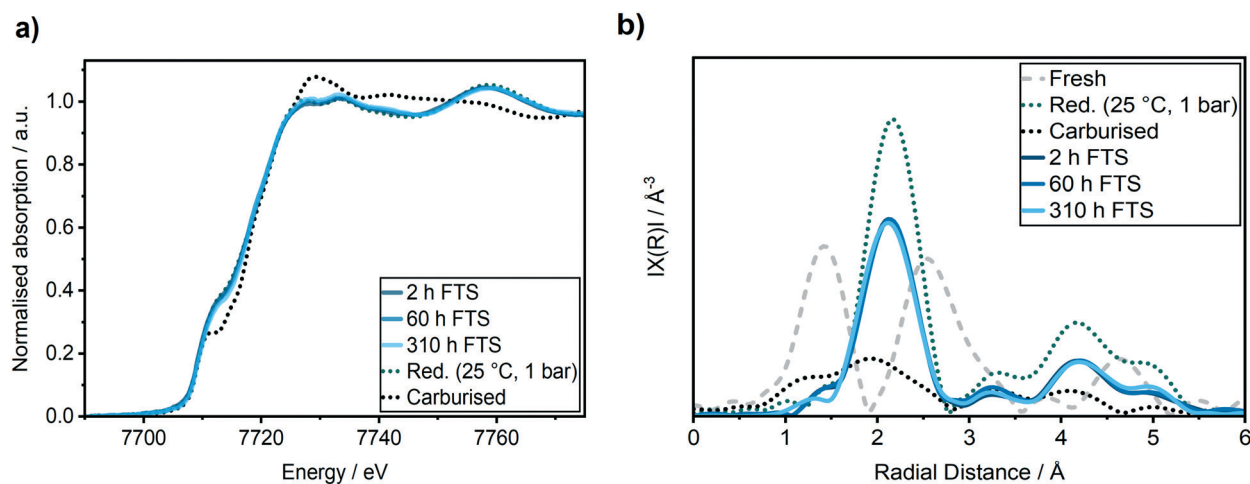 a)
Normalised absorption / a.u.
1.0
0.8
0.6
0.4
0.2
0.0
2 h FTS
60 h FTS
310 h FTS
Red. (25 °C, 1 bar)
Carburised
7700
7720
7740
7760
Energy / eV
b)
IX(R)I / Å⁻³
Fresh
Red. (25 °C, 1 bar)
Carburised
2 h FTS
60 h FTS
310 h FTS
0
1
2
3
4
5
6
Radial Distance / Å